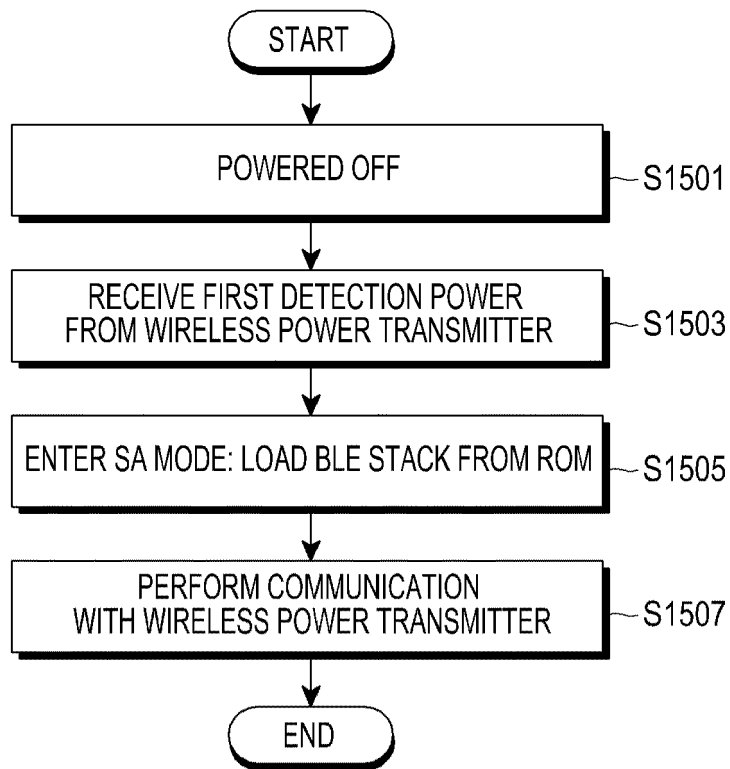 START
POWERED OFF
S1501
RECEIVE FIRST DETECTION POWER
FROM WIRELESS POWER TRANSMITTER
S1503
ENTER SA MODE: LOAD BLE STACK FROM ROM
S1505
PERFORM COMMUNICATION
WITH WIRELESS POWER TRANSMITTER
S1507
END